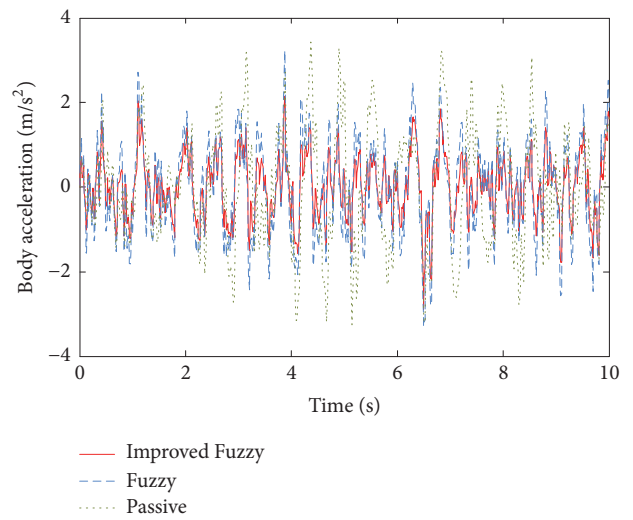 4
2
0
−2
−4
Body acceleration (m/s²)
0 2 4 6 8 10
Time (s)
Improved Fuzzy
Fuzzy
Passive